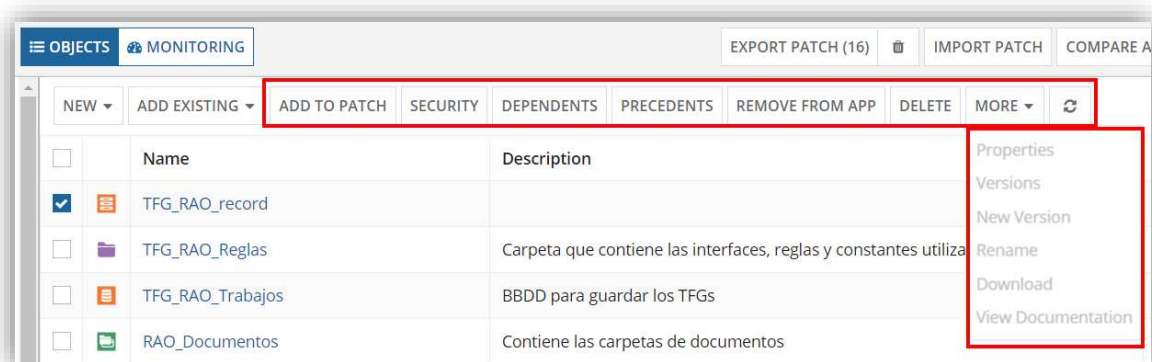 OBJECTS MONITORING EXPORT PATCH (16) IMPORT PATCH COMPARE A
NEW ADD EXISTING ADD TO PATCH SECURITY DEPENDENTS PRECEDENTS REMOVE FROM APP DELETE MORE
Name Description
Properties
Versions
TFG_RAO_record
New Version
TFG_RAO_Reglas Carpeta que contiene las interfaces, reglas y constantes utiliza
Rename
Download
TFG_RAO_Trabajos BBDD para guardar los TFGs
View Documentation
RAO_Documentos Contiene las carpetas de documentos